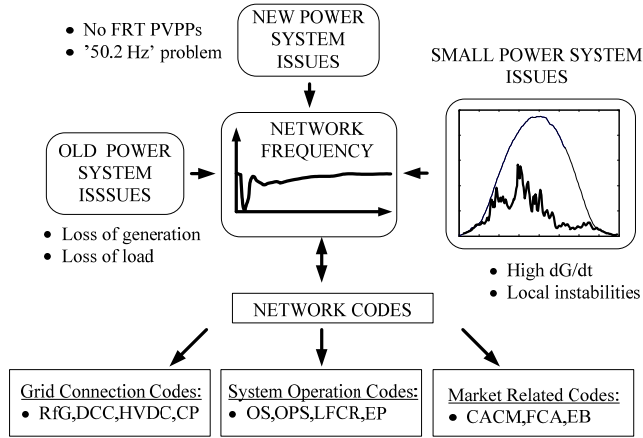 • No FRT PVPPs
• ’50.2 Hz’ problem
NEW POWER
SYSTEM
ISSUES
SMALL POWER SYSTEM
ISSUES
OLD POWER
SYSTEM
ISSSUES
• Loss of generation
• Loss of load
NETWORK
FREQUENCY
• High dG/dt
• Local instabilities
NETWORK CODES
Grid Connection Codes:
• RfG,DCC,HVDC,CP
System Operation Codes:
• OS,OPS,LFCR,EP
Market Related Codes:
• CACM,FCA,EB